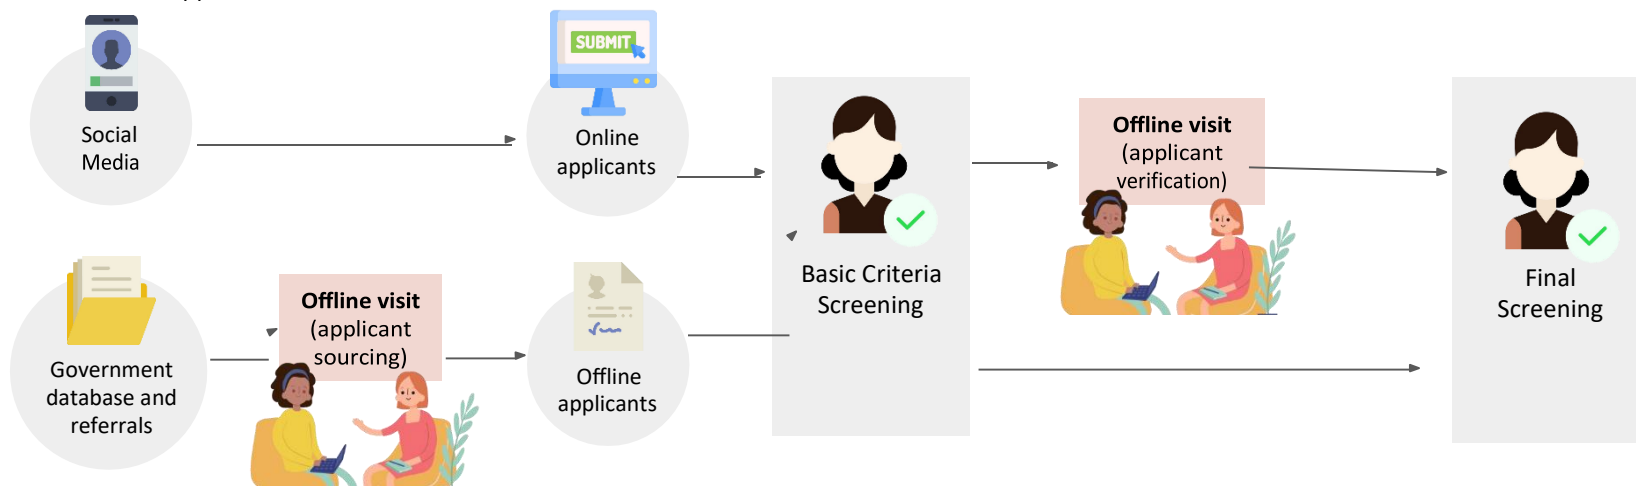 Social
Media
SUBMIT
Online
applicants
Government
database and
referrals
Offline visit
(applicant
sourcing)
Offline
applicants
Basic Criteria
Screening
Offline visit
(applicant
verification)
Final
Screening